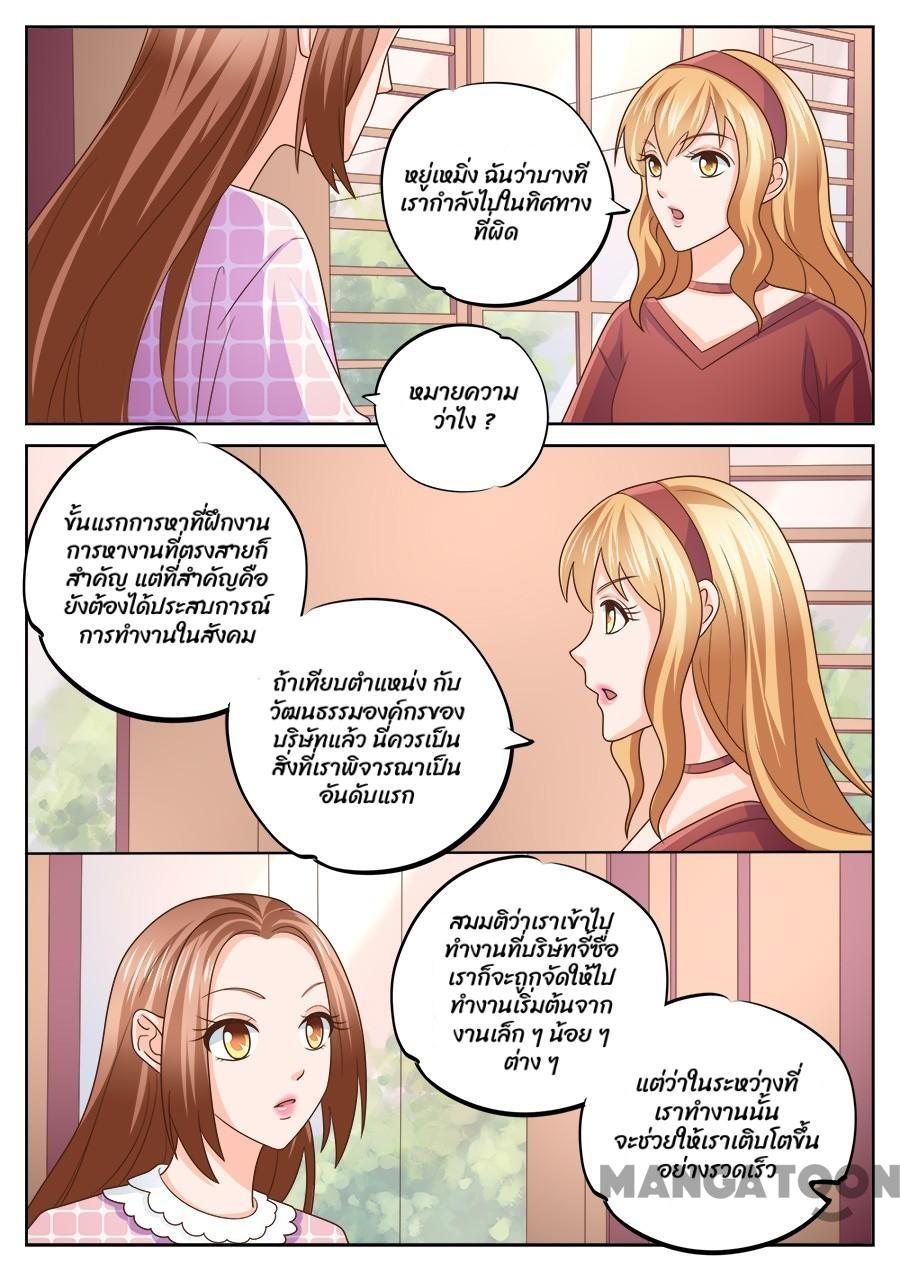 หยู่เหมิ่ง ฉันว่าบางที
เรากำลังไปในทิศทาง
ที่ผิด
หมายความ
ว่าไง ?
ขั้นแรกการหาที่ฝึกงาน
การหางานที่ตรงสายก็
สำคัญ แต่ที่สำคัญคือ
ยังต้องได้ประสบการณ์
การทำงานในสังคม
ถ้าเทียบตำแหน่ง กับ
วัฒนธรรมองค์กรของ
บริษัทแล้ว นี่ควรเป็น
สิ่งที่เราพิจารณาเป็น
อันดับแรก
สมมติว่าเราเข้าไป
ทำงานที่บริษัทจี่ซื่อ
เราก็จะถูกจัดให้ไป
ทำงานเริ่มต้นจาก
งานเล็ก ๆ น้อย ๆ
ต่าง ๆ
แต่ว่าในระหว่างที่
เราทำงานนั้น
จะช่วยให้เราเติบโตขึ้น
อย่างรวดเร็ว
MANGATOON